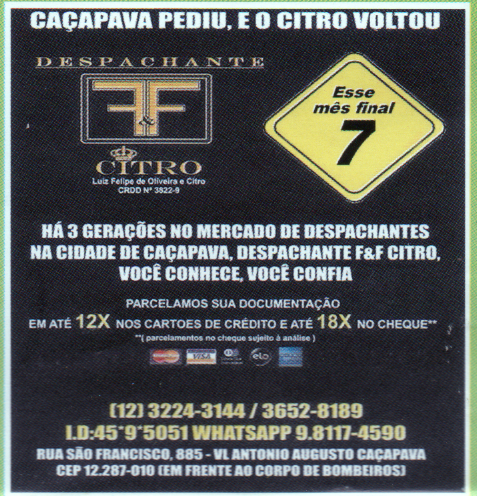 CAÇAPAVA PEDIU, E O CITRO VOLTOU
DESPACHANTE
F&F
CITRO
Luiz Felipe de Oliveira e Citro
CRDD Nº 3822-9
Esse
mês final
7
HÁ 3 GERAÇÕES NO MERCADO DE DESPACHANTES
NA CIDADE DE CAÇAPAVA, DESPACHANTE F&F CITRO,
VOCÊ CONHECE, VOCÊ CONFIA
PARCELAMOS SUA DOCUMENTAÇÃO
EM ATÉ 12X NOS CARTOES DE CRÉDITO E ATÉ 18X NO CHEQUE**
**( parcelamentos no cheque sujeito à análise )
VISA elo
(12) 3224-3144 / 3652-8189
I.D:45*9*5051 WHATSAPP 9.8117-4590
RUA SÃO FRANCISCO, 885 - VL ANTONIO AUGUSTO CAÇAPAVA
CEP 12.287-010 (EM FRENTE AO CORPO DE BOMBEIROS)